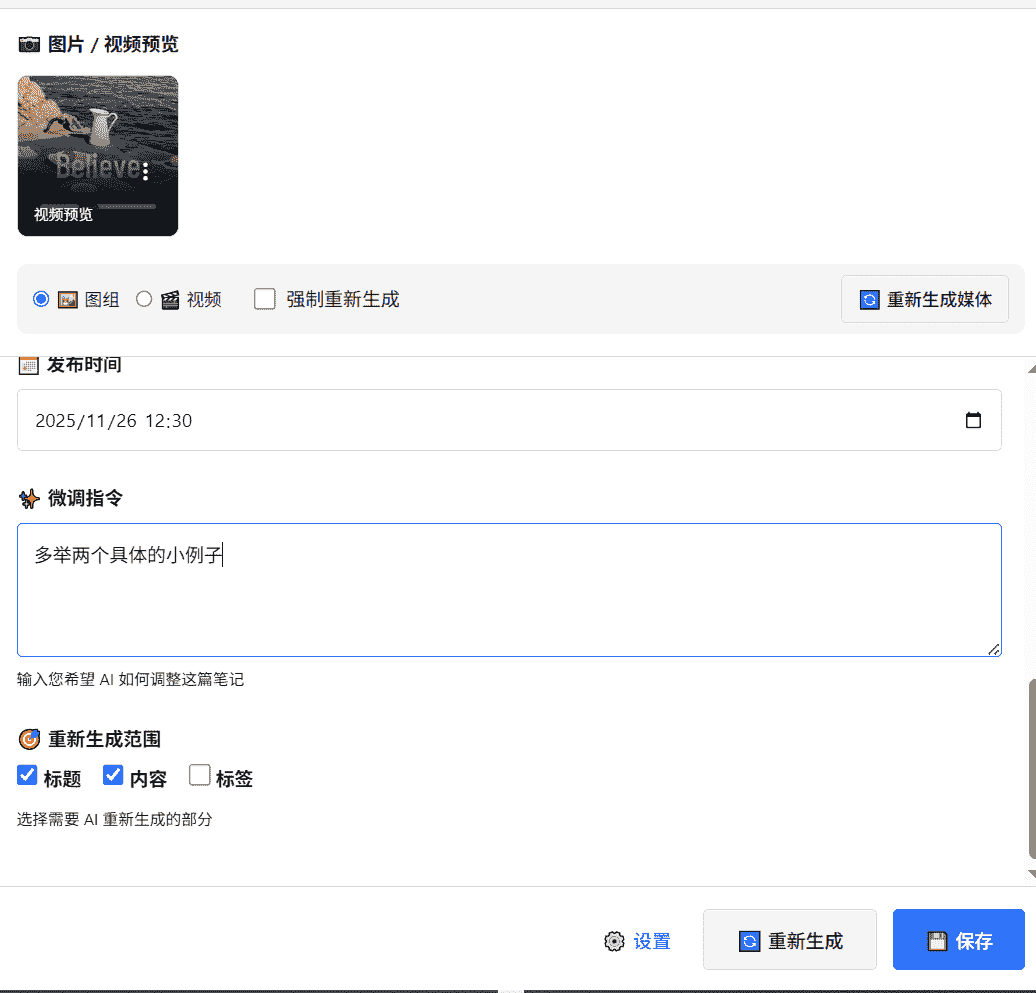 图片 / 视频预览
Believe
视频预览
图组 视频 强制重新生成 重新生成媒体
发布时间
2025/11/26 12:30
微调指令
多举两个具体的小例子
输入您希望 AI 如何调整这篇笔记
重新生成范围
标题 内容 标签
选择需要 AI 重新生成的部分
设置 重新生成 保存